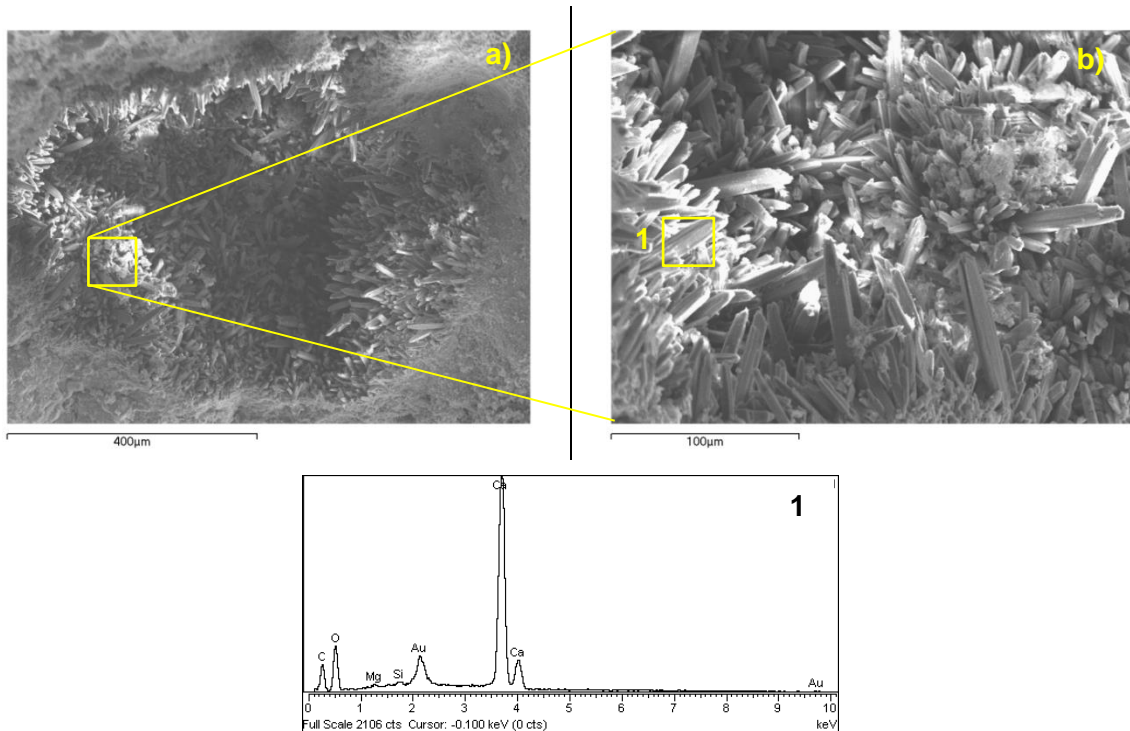 a)
b)
1
400µm
100µm
Ca
1
O
C
Mg
Si
Au
Ca
Au
0 1 2 3 4 5 6 7 8 9 10
Full Scale 2106 cts Cursor: -0.100 keV (0 cts)
keV